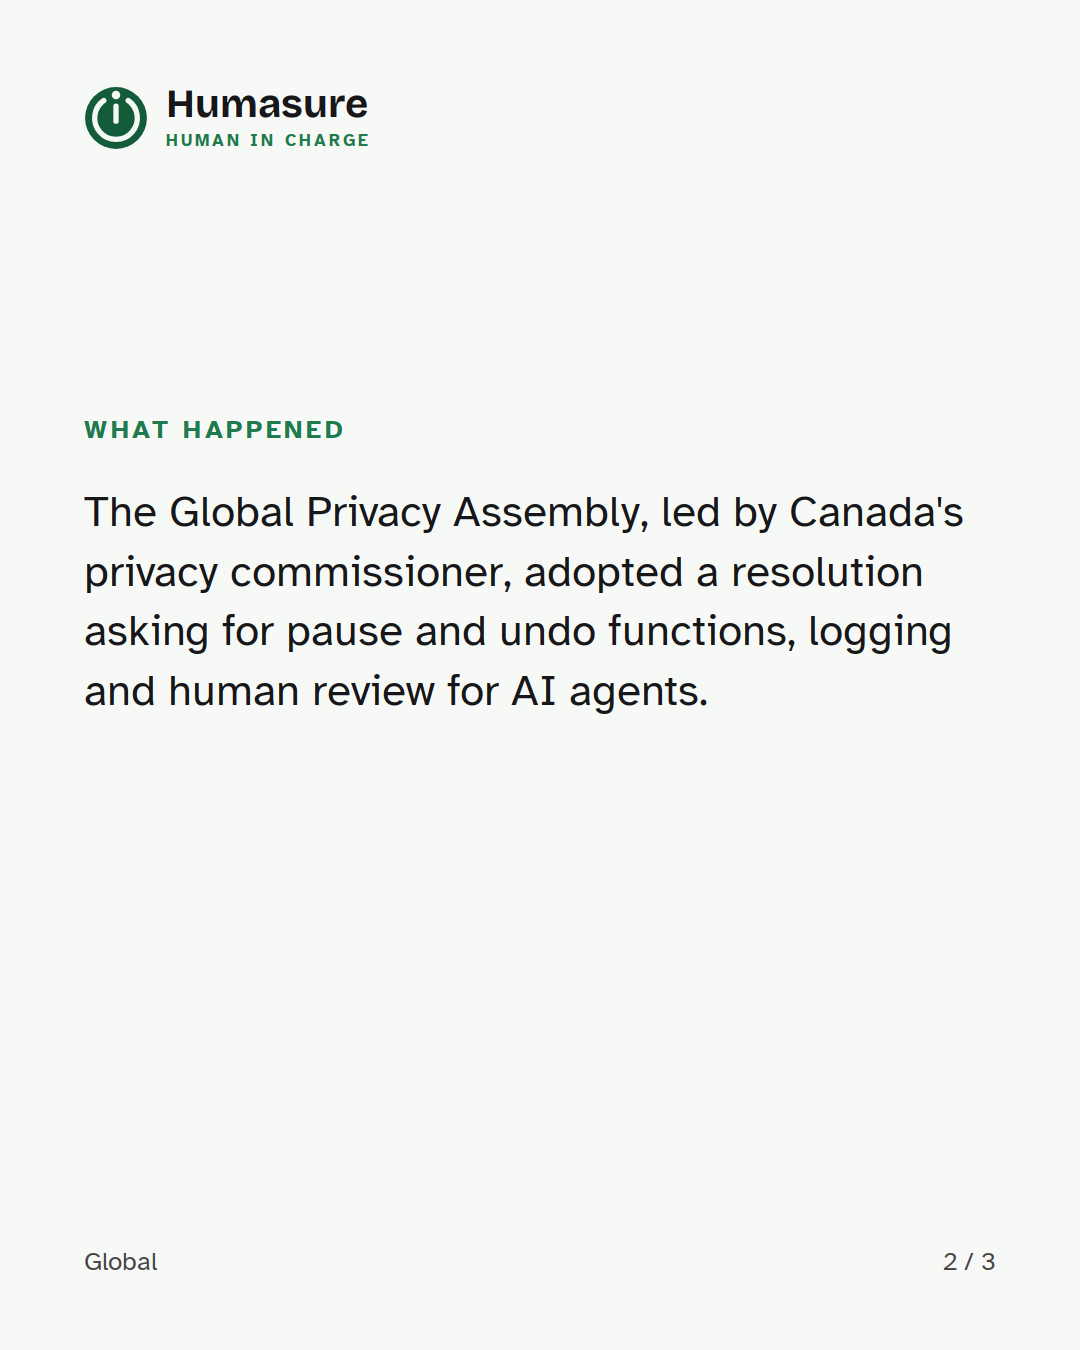 Humasure
HUMAN IN CHARGE
WHAT HAPPENED
The Global Privacy Assembly, led by Canada's
privacy commissioner, adopted a resolution
asking for pause and undo functions, logging
and human review for AI agents.
Global
2 / 3